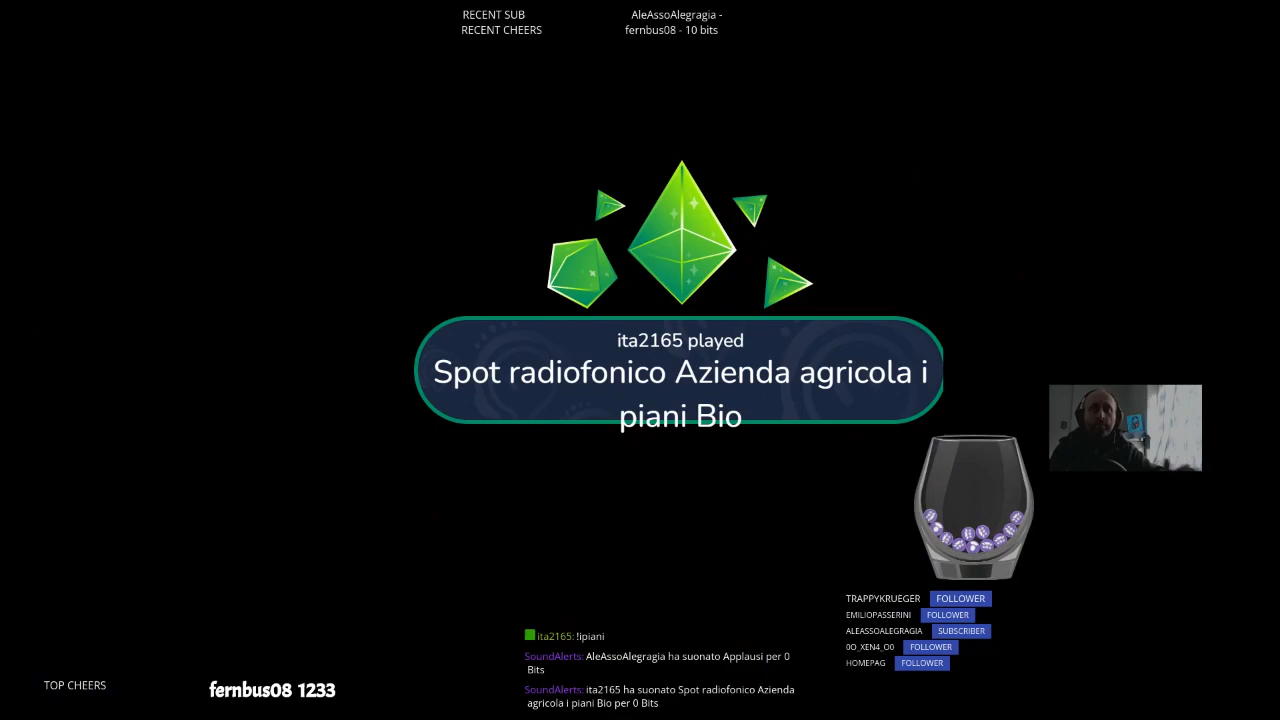 RECENT SUB AleAssoAlegragia -
RECENT CHEERS fernbus08 - 10 bits
ita2165 played
Spot radiofonico Azienda agricola i
piani Bio
TRAPPYKRUEGER FOLLOWER
EMILIOPASSERINI FOLLOWER
ALEASSOALEGRAGIA SUBSCRIBER
0O_XEN4_O0 FOLLOWER
HOMEPAG FOLLOWER
ita2165: !ipiani
SoundAlerts: AleAssoAlegragia ha suonato Applausi per 0
Bits
SoundAlerts: ita2165 ha suonato Spot radiofonico Azienda
agricola i piani Bio per 0 Bits
TOP CHEERS fernbus08 1233